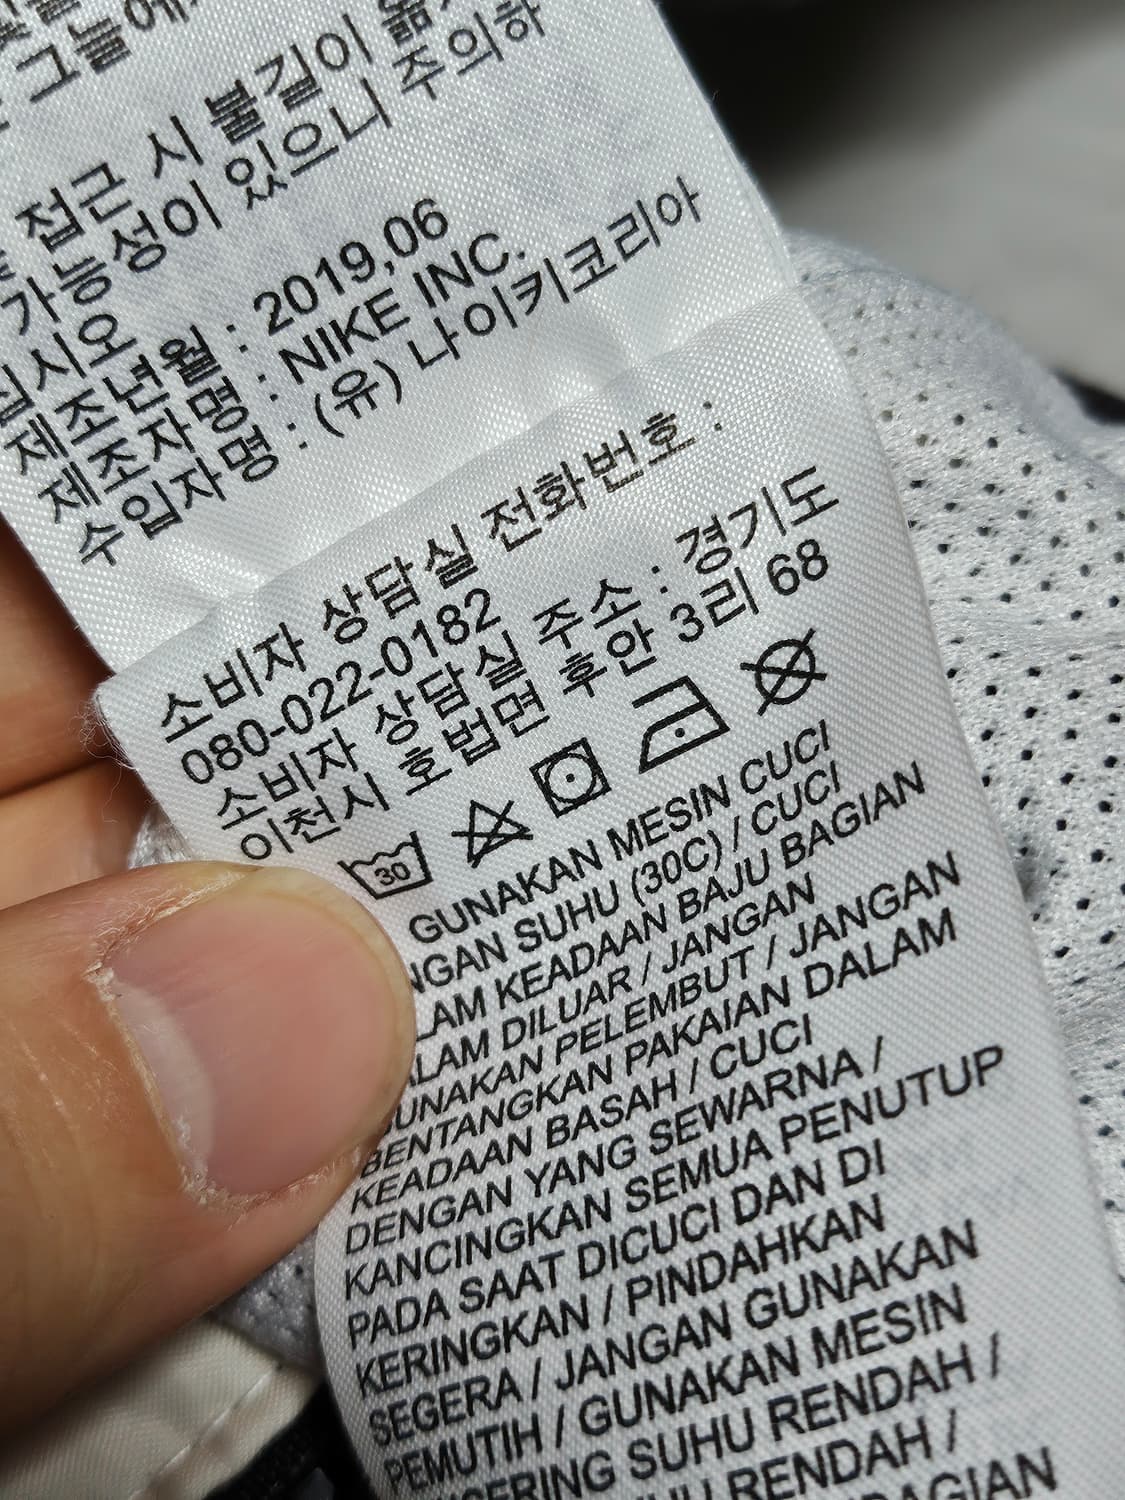 그늘에
접근 시 불길이
가능성이 있으니 주의하
십시오
제조년월 : 2019,06
제조자명 : NIKE INC.
수입자명 : (유) 나이키코리아
소비자 상담실 전화번호 :
080-022-0182
소비자 상담실 주소 : 경기도
이천시 호법면 후안 3리 68
30
GUNAKAN MESIN CUCI
NGAN SUHU (30C) / CUCI
LAM KEADAAN BAJU BAGIAN
ALAM DILUAR / JANGAN
GUNAKAN PELEMBUT / JANGAN
BENTANGKAN PAKAIAN DALAM
KEADAAN BASAH / CUCI
DENGAN YANG SEWARNA /
KANCINGKAN SEMUA PENUTUP
PADA SAAT DICUCI DAN DI
KERINGKAN / PINDAHKAN
SEGERA / JANGAN GUNAKAN
PEMUTIH / GUNAKAN MESIN
GERING SUHU RENDAH /
HU RENDAH /
BAGIAN